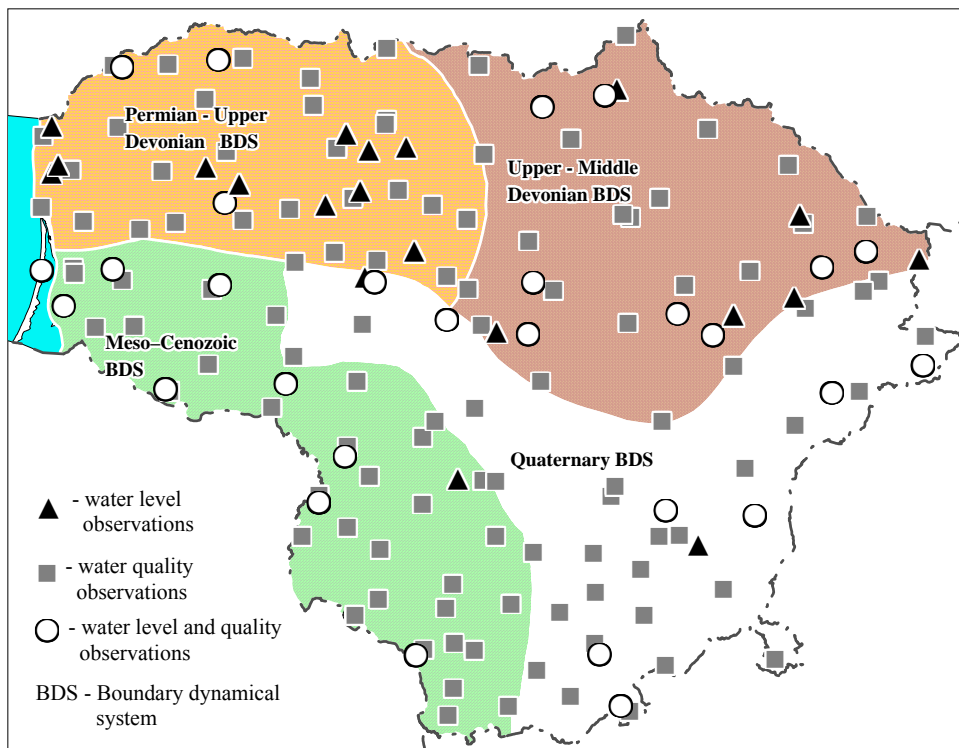 Permian - Upper
Devonian BDS
Upper - Middle
Devonian BDS
Meso–Cenozoic
BDS
Quaternary BDS
- water level
observations
- water quality
observations
- water level and quality
observations
BDS - Boundary dynamical
system